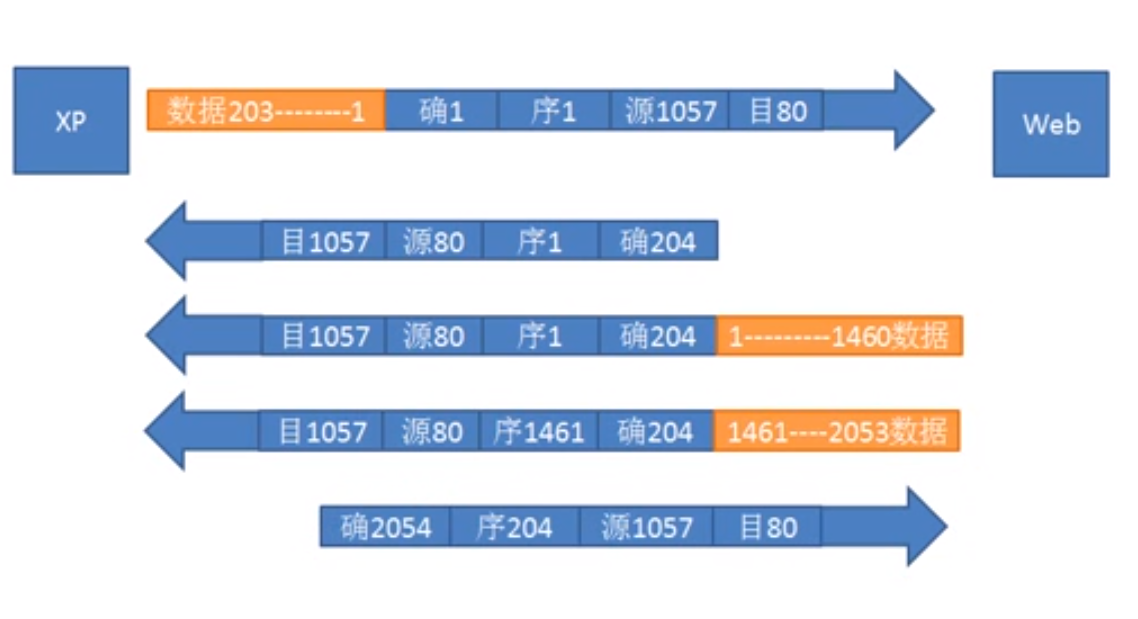 XP
数据203--------1 确1 序1 源1057 目80
Web
目1057 源80 序1 确204
目1057 源80 序1 确204 1---------1460数据
目1057 源80 序1461 确204 1461----2053数据
确2054 序204 源1057 目80